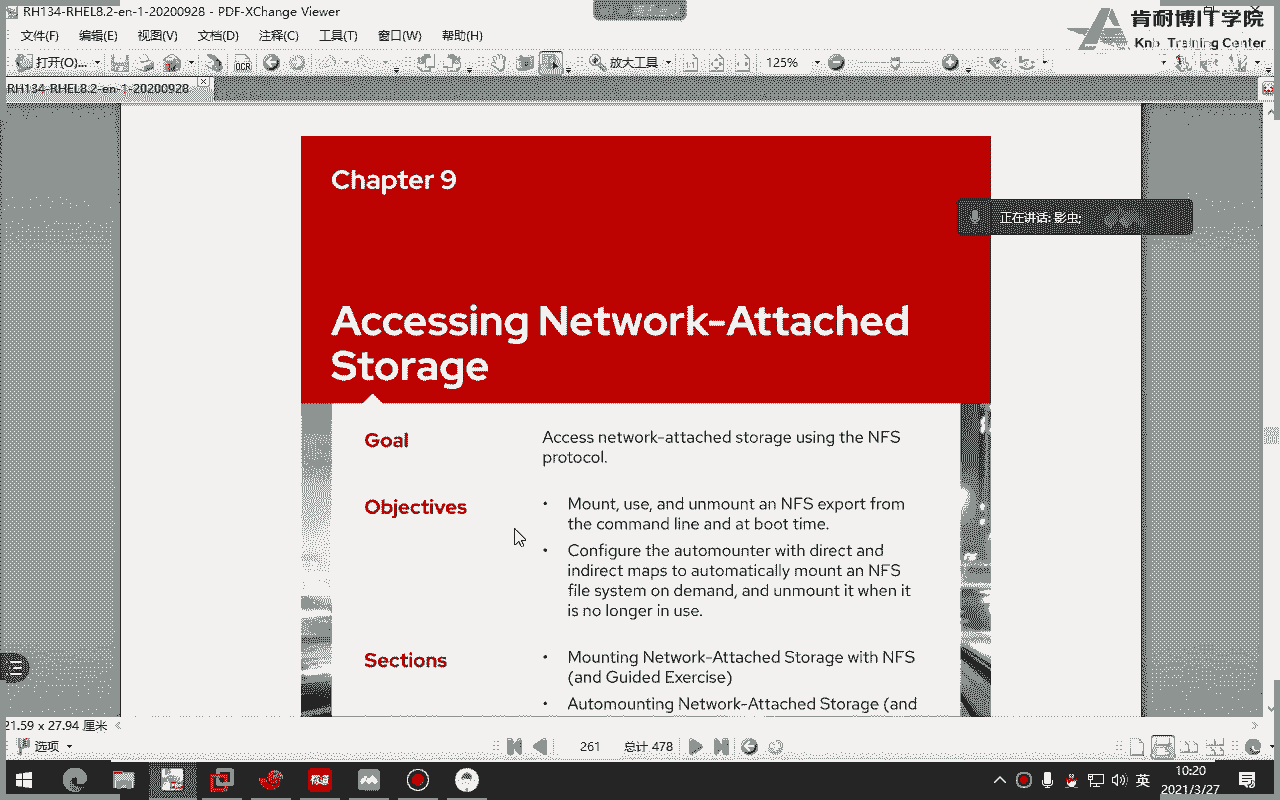 RH134-RHEL8.2-en-1-20200928 - PDF-XChange Viewer
肯耐博IT学院
Knb Training Center
文件(F) 编辑(E) 视图(V) 文档(D) 注释(C) 工具(T) 窗口(W) 帮助(H)
打开(O)... OCR 放大工具 125%
RH134-RHEL8.2-en-1-20200928
Chapter 9
正在讲话: 影虫;
Accessing Network-Attached
Storage
Goal
Access network-attached storage using the NFS
protocol.
Objectives
• Mount, use, and unmount an NFS export from
the command line and at boot time.
• Configure the automounter with direct and
indirect maps to automatically mount an NFS
file system on demand, and unmount it when it
is no longer in use.
Sections
• Mounting Network-Attached Storage with NFS
(and Guided Exercise)
• Automounting Network-Attached Storage (and
21.59 x 27.94 厘米
选项 261 总计 478
英
10:20
2021/3/27